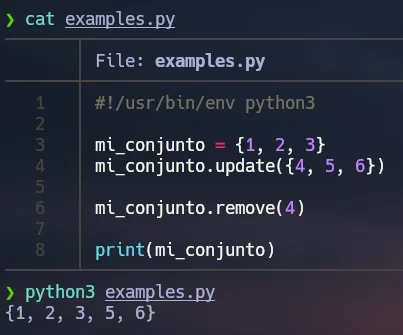 ❯ cat examples.py
File: examples.py
1 #!/usr/bin/env python3
2
3 mi_conjunto = {1, 2, 3}
4 mi_conjunto.update({4, 5, 6})
5
6 mi_conjunto.remove(4)
7
8 print(mi_conjunto)
❯ python3 examples.py
{1, 2, 3, 5, 6}